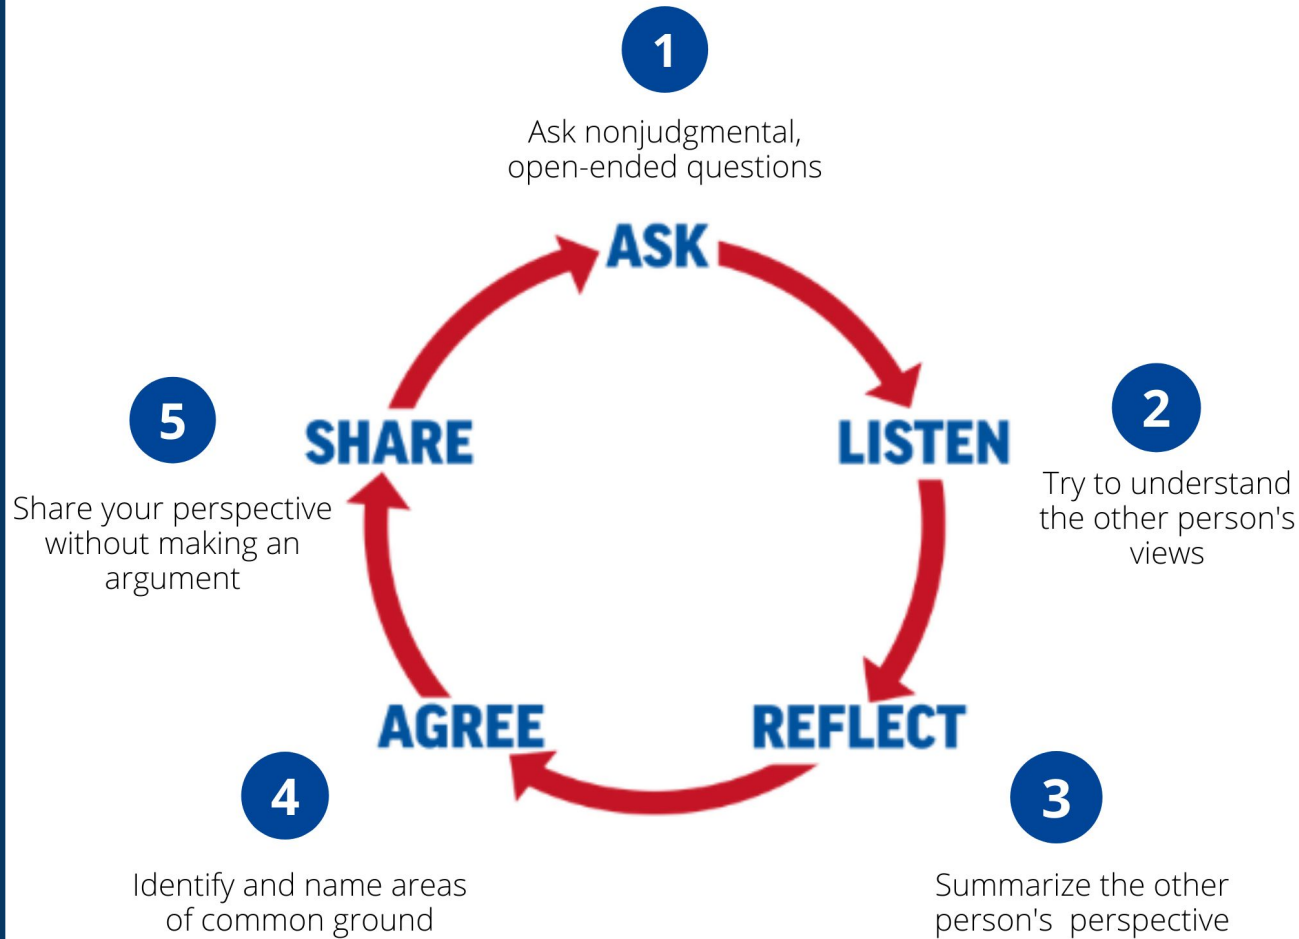 1
Ask nonjudgmental,
open-ended questions
ASK
LISTEN
2
Try to understand
the other person's
views
REFLECT
3
Summarize the other
person's perspective
AGREE
4
Identify and name areas
of common ground
SHARE
5
Share your perspective
without making an
argument